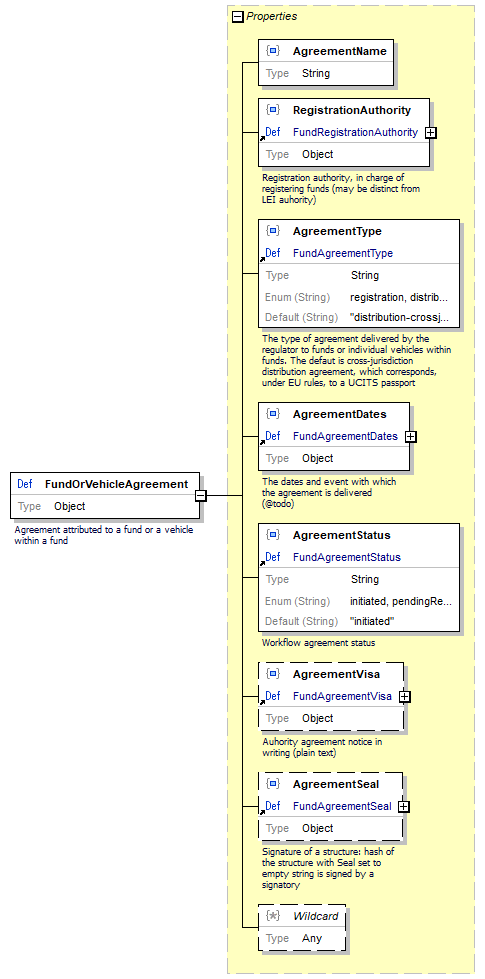 Properties
AgreementName
Type String
RegistrationAuthority
Def FundRegistrationAuthority
Type Object
Registration authority, in charge of
registering funds (may be distinct from
LEI auhority)
AgreementType
Def FundAgreementType
Type String
Enum (String) registration, distrib...
Default (String) "distribution-crossj...
The type of agreement delivered by the
regulator to funds or individual vehicles within
funds. The defaut is cross-jurisdiction
distribution agreement, which corresponds,
under EU rules, to a UCITS passport
AgreementDates
Def FundAgreementDates
Type Object
The dates and event with which
the agreement is delivered
(@todo)
Def FundOrVehicleAgreement
Type Object
Agreement attributed to a fund or a vehicle
within a fund
AgreementStatus
Def FundAgreementStatus
Type String
Enum (String) initiated, pendingRe...
Default (String) "initiated"
Workflow agreement status
AgreementVisa
Def FundAgreementVisa
Type Object
Auhority agreement notice in
writing (plain text)
AgreementSeal
Def FundAgreementSeal
Type Object
Signature of a structure: hash of
the structure with Seal set to
empty string is signed by a
signatory
Wildcard
Type Any